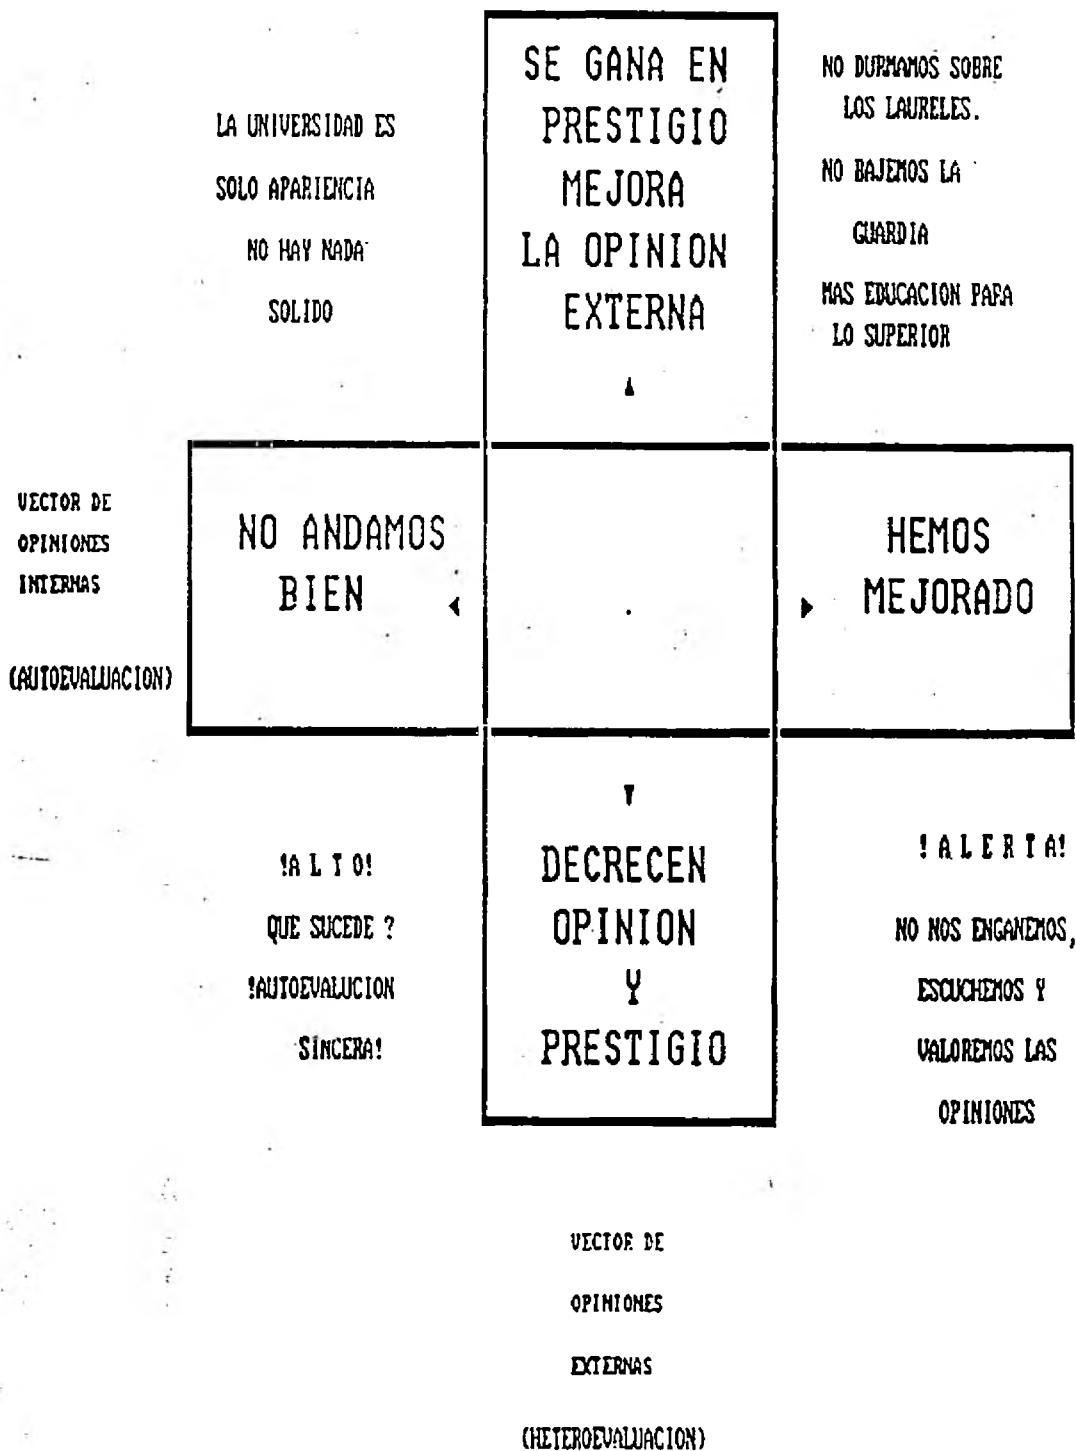 SE GANA EN
PRESTIGIO
MEJORA
LA OPINION
EXTERNA
LA UNIVERSIDAD ES
SOLO APARIENCIA
NO HAY NADA
SOLIDO
NO DURMAMOS SOBRE
LOS LAURELES.
NO BAJEMOS LA
GUARDIA
MAS EDUCACION PARA
LO SUPERIOR
VECTOR DE
OPINIONES
INTERNAS
(AUTOEVALUACION)
NO ANDAMOS
BIEN
HEMOS
MEJORADO
!A L T O!
QUE SUCEDE ?
!AUTOEVALUCION
SINCERA!
DECRECEN
OPINION
Y
PRESTIGIO
! A L E R T A!
NO NOS ENGANEMOS,
ESCUCHEMOS Y
VALOREMOS LAS
OPINIONES
VECTOR DE
OPINIONES
EXTERNAS
(HETEROEVALUACION)